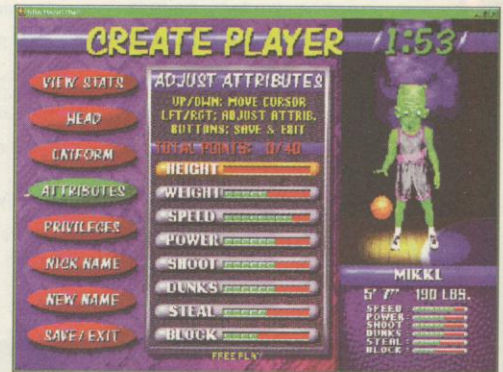 CREATE PLAYER 1:53
VIEW STATS
HEAD
UNIFORM
ATTRIBUTES
PRIVILEGES
NICK NAME
NEW NAME
SAVE/EXIT
ADJUST ATTRIBUTES
UP/DWN: MOVE CURSOR
LFT/RGT: ADJUST ATTRIB.
BUTTONS: SAVE & EXIT
TOTAL POINTS: 0/40
HEIGHT
WEIGHT
SPEED
POWER
SHOOT
DUNKS
STEAL
BLOCK
FREE PLAY
MIKKL
5' 7" 190 LBS.
SPEED
POWER
SHOOT
DUNKS
STEAL
BLOCK